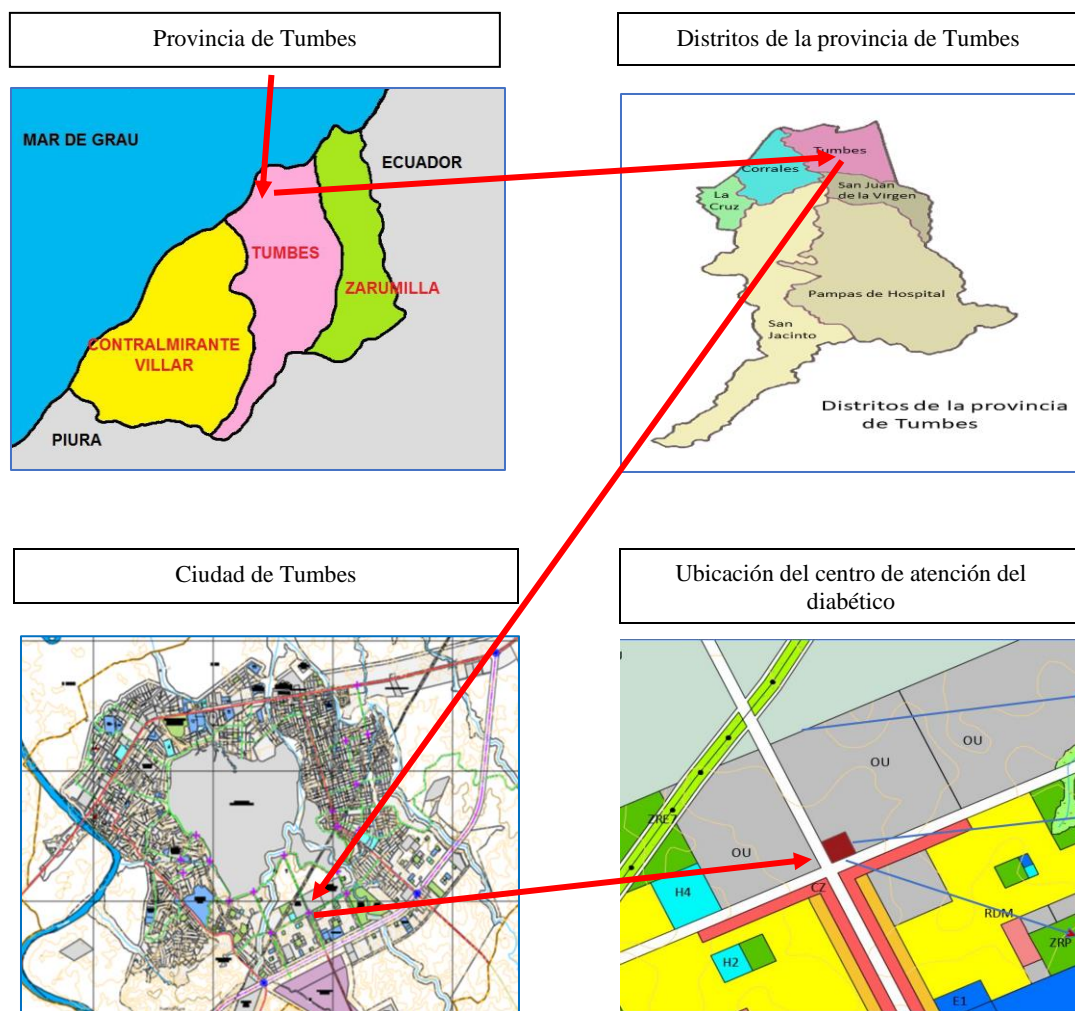 Provincia de Tumbes
Distritos de la provincia de Tumbes
MAR DE GRAU
ECUADOR
TUMBES
ZARUMILLA
CONTRALMIRANTE
VILLAR
PIURA
Tumbes
Corrales
San Juan
de la Virgen
La
Cruz
Pampas de Hospital
San
Jacinto
Distritos de la provincia
de Tumbes
Ciudad de Tumbes
Ubicación del centro de atención del
diabético
OU
OU
OU
H4
CZ
RDM
ZRP
H2
E1